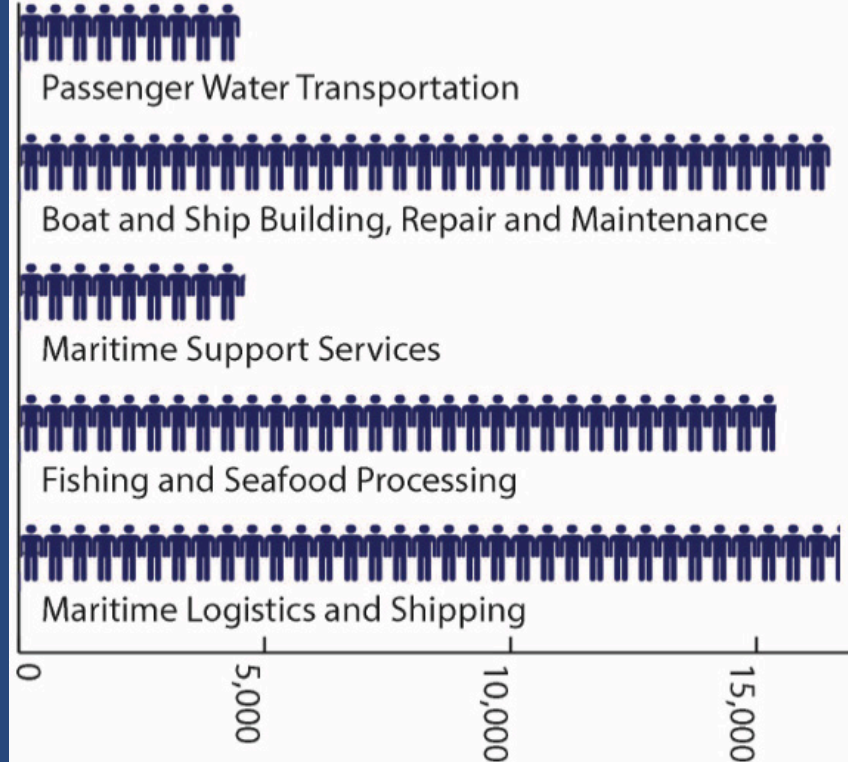 Passenger Water Transportation
Boat and Ship Building, Repair and Maintenance
Maritime Support Services
Fishing and Seafood Processing
Maritime Logistics and Shipping
0
5,000
10,000
15,000